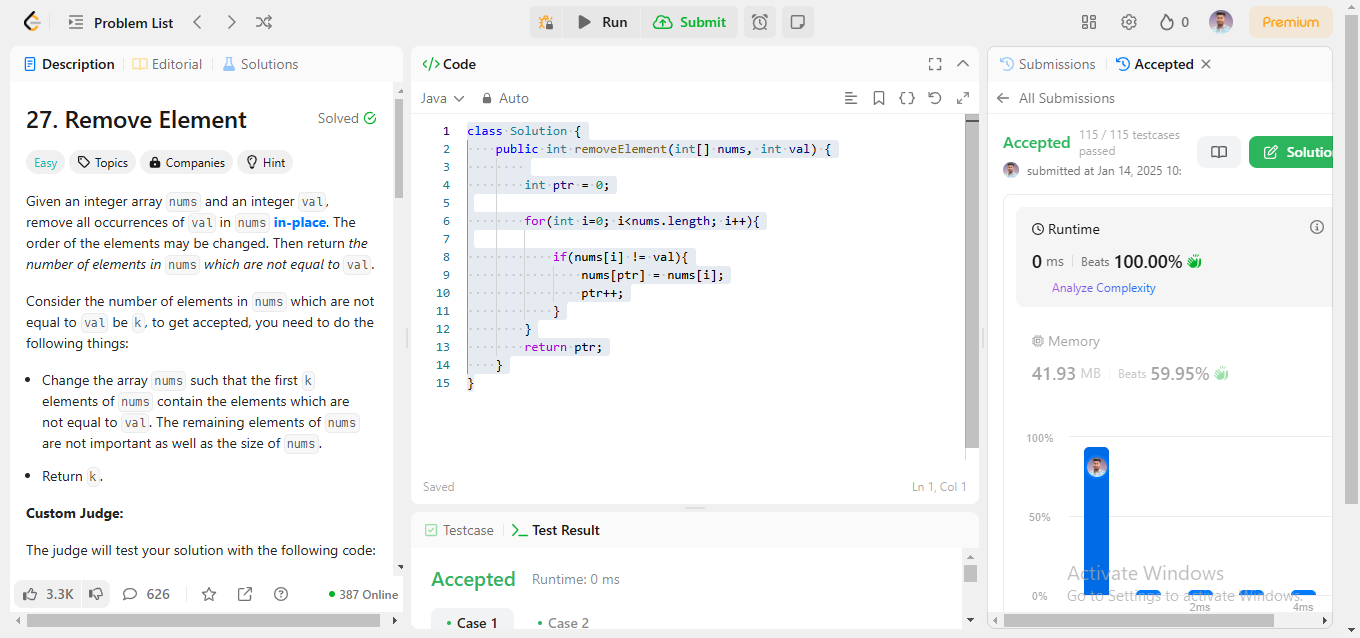 Problem List
Run
Submit
0
Premium
Description
Editorial
Solutions
27. Remove Element
Solved
Easy
Topics
Companies
Hint
Given an integer array nums and an integer val,
remove all occurrences of val in nums in-place. The
order of the elements may be changed. Then return the
number of elements in nums which are not equal to val.
Consider the number of elements in nums which are not
equal to val be k, to get accepted, you need to do the
following things:
• Change the array nums such that the first k
elements of nums contain the elements which are
not equal to val. The remaining elements of nums
are not important as well as the size of nums.
• Return k.
Custom Judge:
The judge will test your solution with the following code:
3.3K
626
387 Online
</> Code
Java
Auto
1 class Solution {
2 public int removeElement(int[] nums, int val) {
3
4 int ptr = 0;
5
6 for(int i=0; i<nums.length; i++){
7
8 if(nums[i] != val){
9 nums[ptr] = nums[i];
10 ptr++;
11 }
12 }
13 return ptr;
14 }
15 }
Saved
Ln 1, Col 1
Testcase
Test Result
Accepted
Runtime: 0 ms
• Case 1
• Case 2
Submissions
Accepted
All Submissions
Accepted
115 / 115 testcases
passed
submitted at Jan 14, 2025 10:
Solutio
Runtime
0 ms
Beats 100.00%
Analyze Complexity
Memory
41.93 MB
Beats 59.95%
100%
50%
0%
2ms
4ms
Activate Windows
Go to Settings to activate Windows.